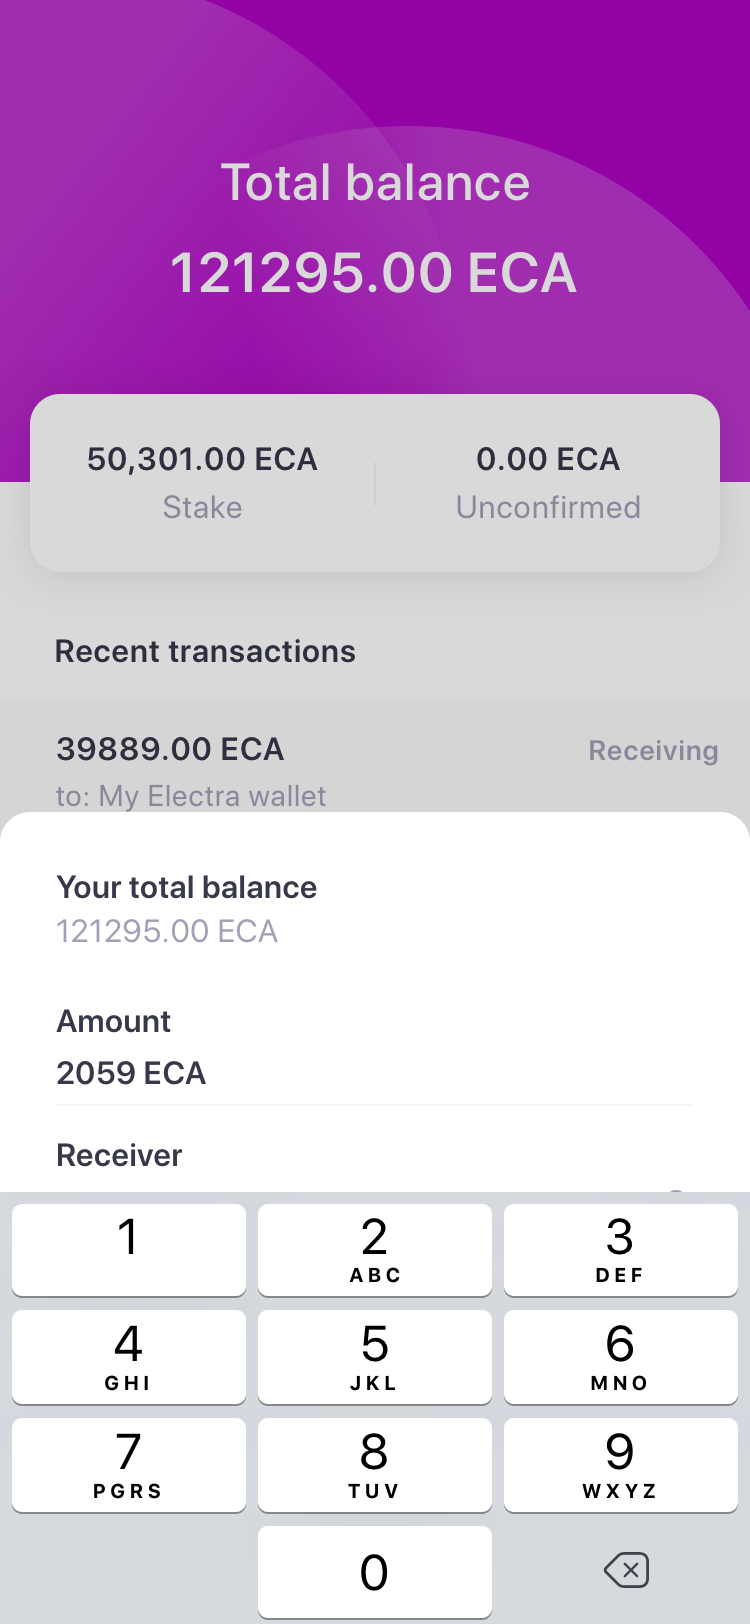 Total balance
121295.00 ECA
50,301.00 ECA
Stake
0.00 ECA
Unconfirmed
Recent transactions
39889.00 ECA
Receiving
to: My Electra wallet
Your total balance
121295.00 ECA
Amount
2059 ECA
Receiver
1
2
ABC
3
DEF
4
GHI
5
JKL
6
MNO
7
PGRS
8
TUV
9
WXYZ
0